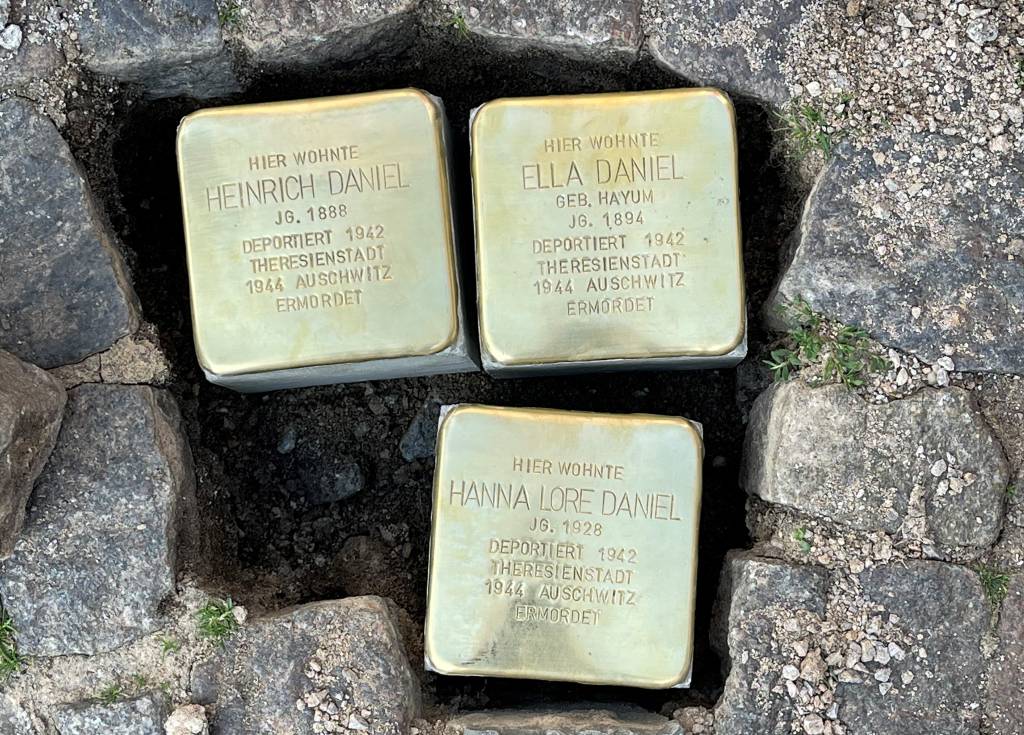 HIER WOHNTE
HEINRICH DANIEL
JG. 1888
DEPORTIERT 1942
THERESIENSTADT
1944 AUSCHWITZ
ERMORDET
HIER WOHNTE
ELLA DANIEL
GEB. HAYUM
JG. 1894
DEPORTIERT 1942
THERESIENSTADT
1944 AUSCHWITZ
ERMORDET
HIER WOHNTE
HANNA LORE DANIEL
JG. 1928
DEPORTIERT 1942
THERESIENSTADT
1944 AUSCHWITZ
ERMORDET